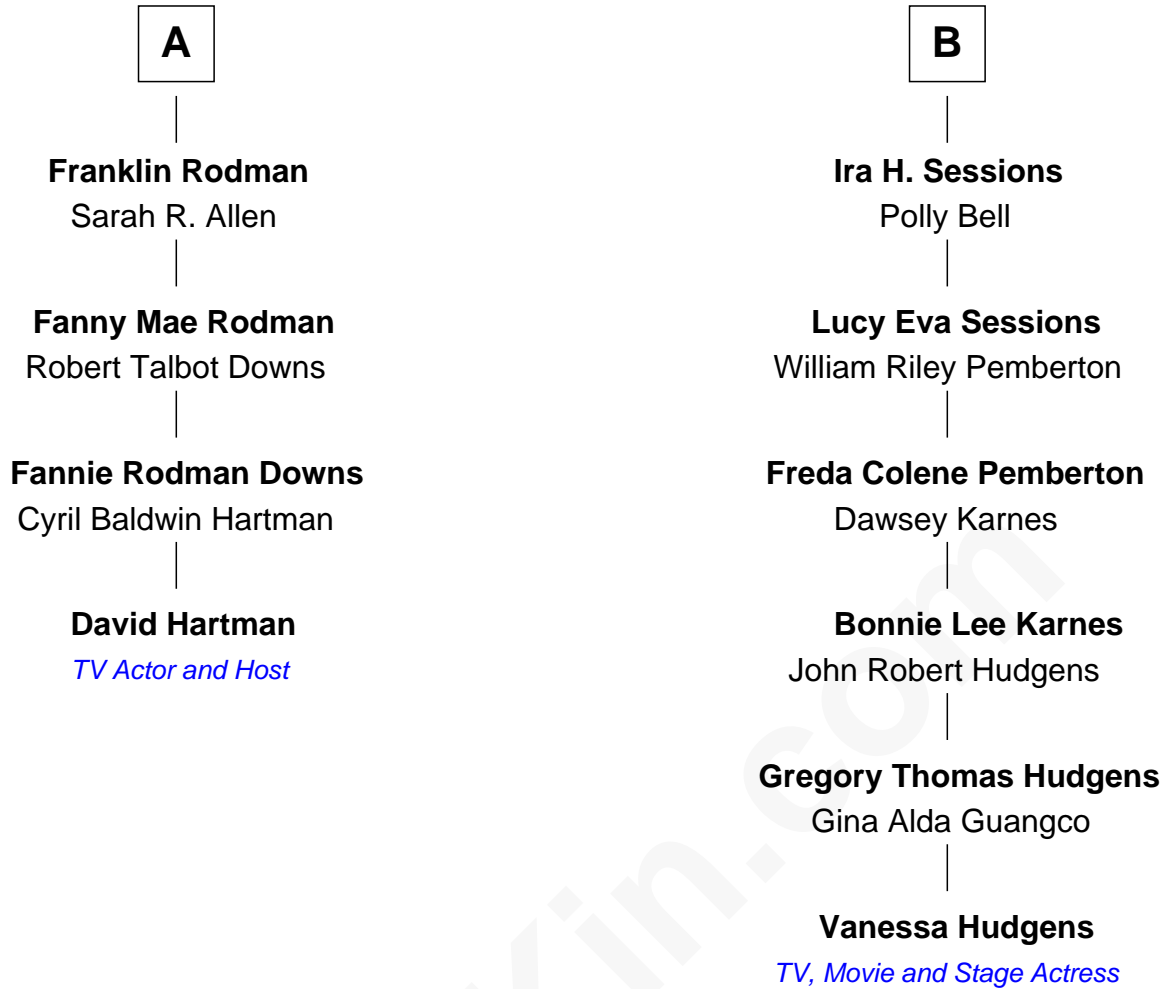 A
Franklin Rodman
Sarah R. Allen
Fanny Mae Rodman
Robert Talbot Downs
Fannie Rodman Downs
Cyril Baldwin Hartman
David Hartman
TV Actor and Host
B
Ira H. Sessions
Polly Bell
Lucy Eva Sessions
William Riley Pemberton
Freda Colene Pemberton
Dawsey Karnes
Bonnie Lee Karnes
John Robert Hudgens
Gregory Thomas Hudgens
Gina Alda Guangco
Vanessa Hudgens
TV, Movie and Stage Actress
Kin.com